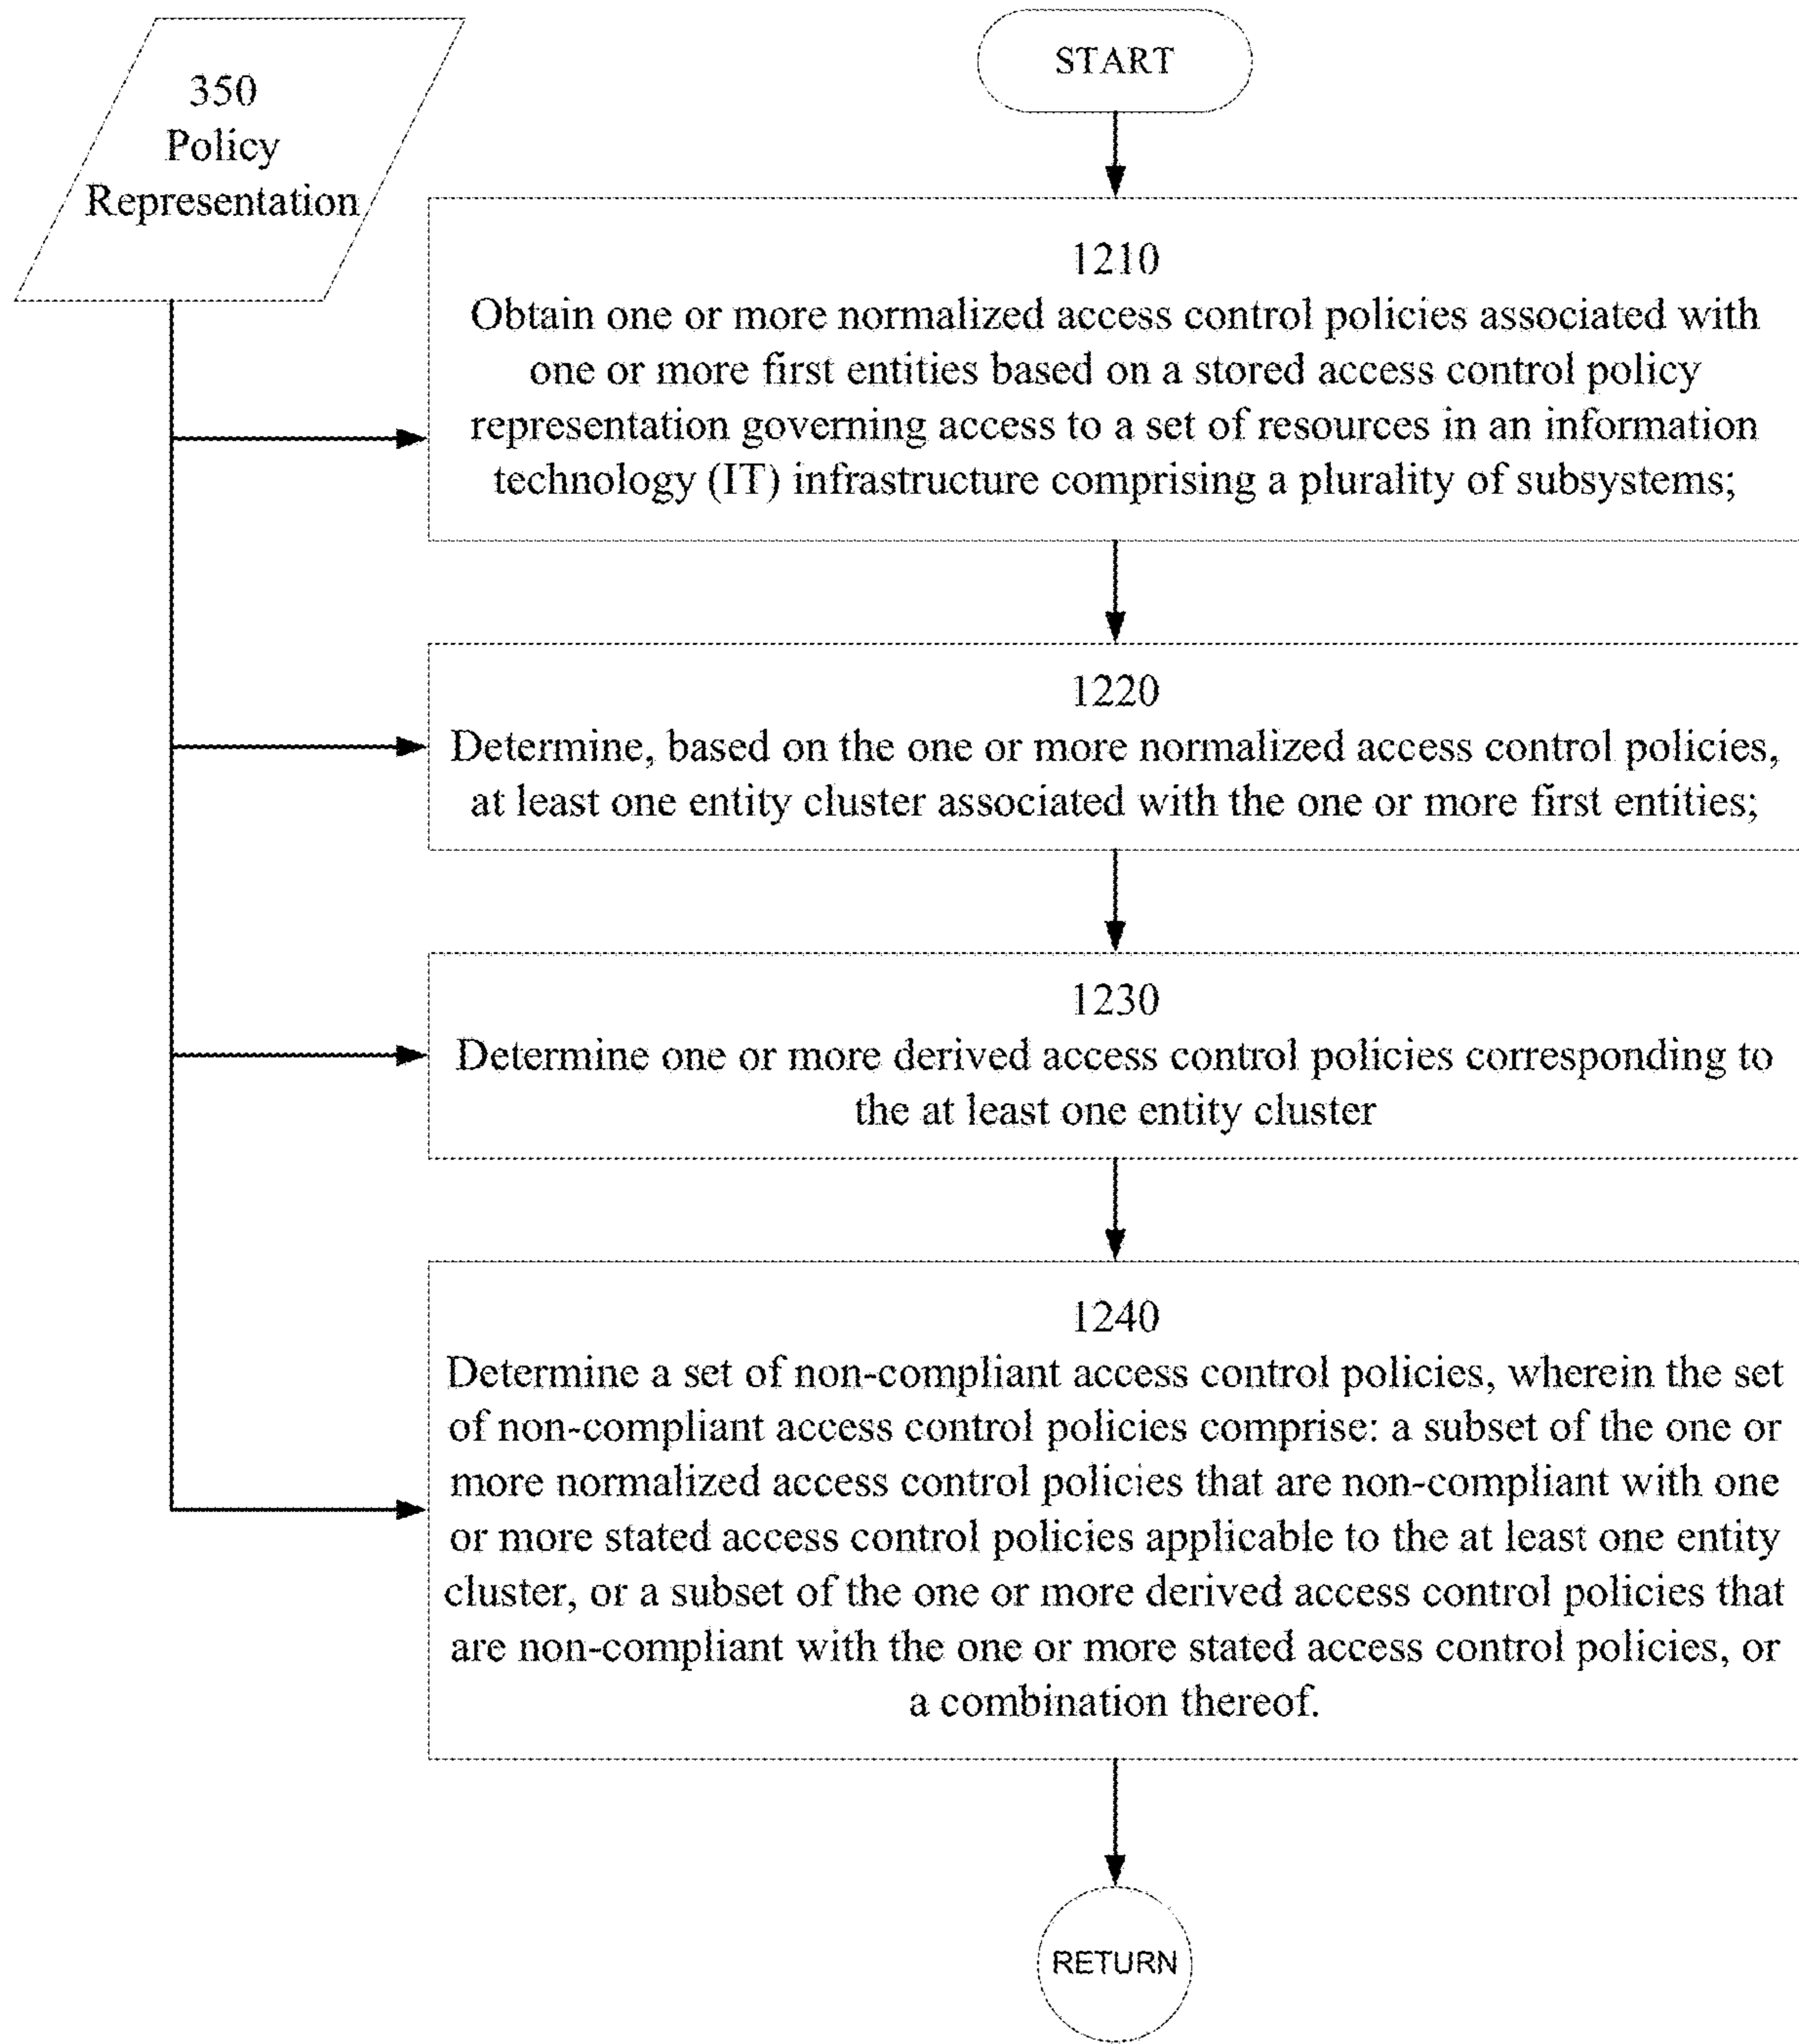 350
Policy
Representation
START
1210
Obtain one or more normalized access control policies associated with
one or more first entities based on a stored access control policy
representation governing access to a set of resources in an information
technology (IT) infrastructure comprising a plurality of subsystems;
1220
Determine, based on the one or more normalized access control policies,
at least one entity cluster associated with the one or more first entities;
1230
Determine one or more derived access control policies corresponding to
the at least one entity cluster
1240
Determine a set of non-compliant access control policies, wherein the set
of non-compliant access control policies comprise: a subset of the one or
more normalized access control policies that are non-compliant with one
or more stated access control policies applicable to the at least one entity
cluster, or a subset of the one or more derived access control policies that
are non-compliant with the one or more stated access control policies, or
a combination thereof.
RETURN